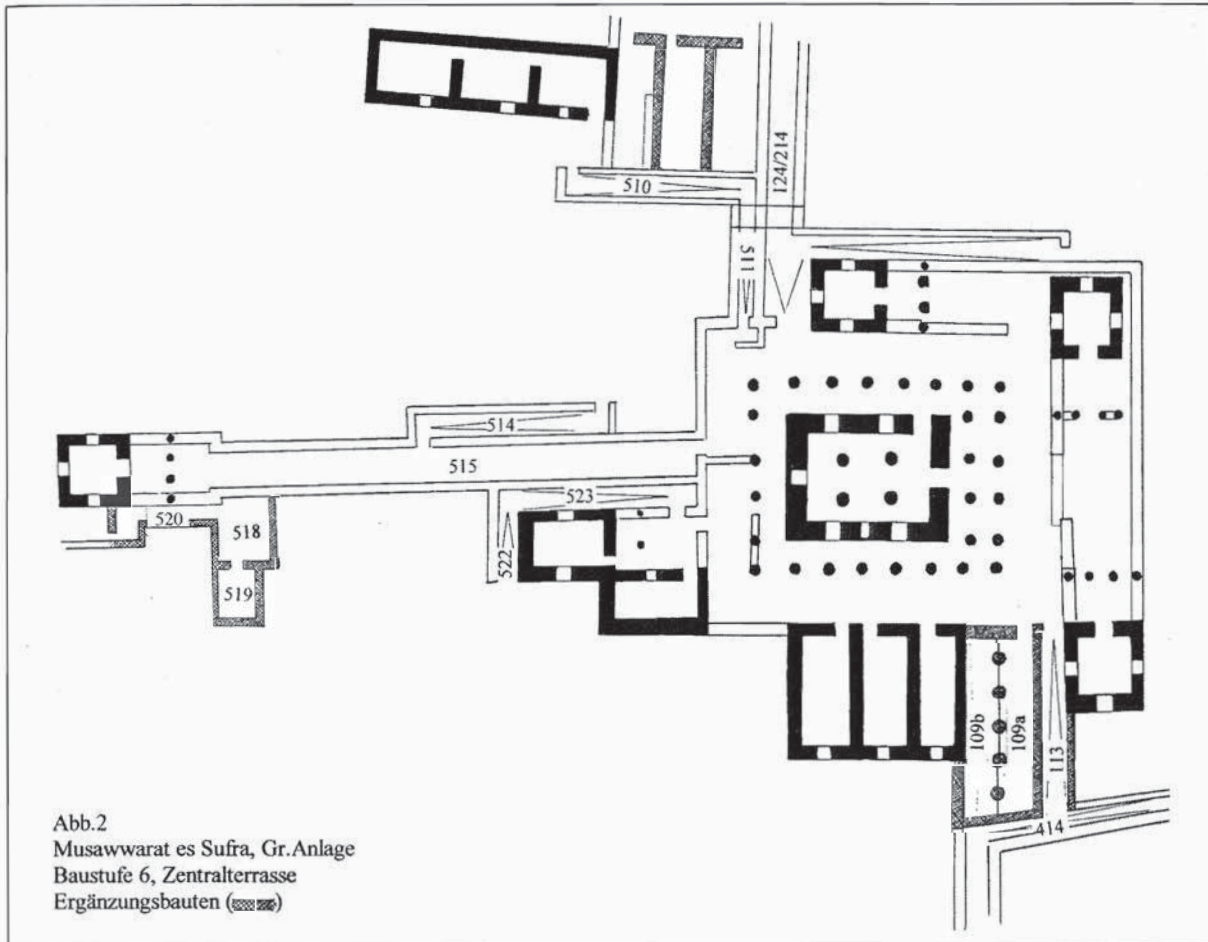 510
124/214
511
514
515
523
520
518
522
519
109b
109a
113
414
Abb.2
Musawwarat es Sufra, Gr.Anlage
Baustufe 6, Zentralterrasse
Ergänzungsbauten ( )